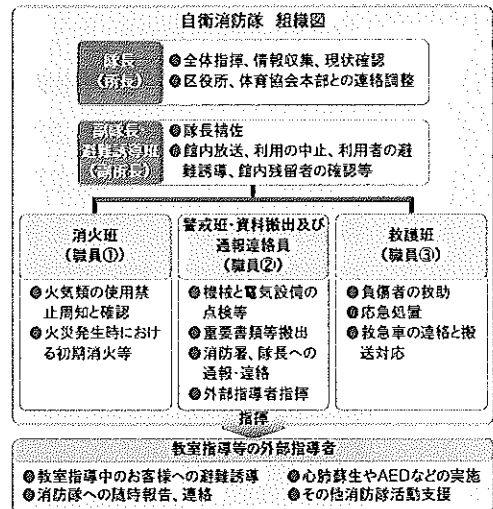 自衛消防隊 組織図
隊長
(所長)
●全体指揮、情報収集、現状確認
●区役所、体育協会本部との連絡調整
副隊長・
避難誘導班
(副所長)
●隊長補佐
●館内放送、利用の中止、利用者の避
難誘導、館内残留者の確認等
消火班
(職員①)
●火気類の使用禁
止周知と確認
●火災発生時におけ
る初期消火等
警戒班・資料搬出及び
通報連絡員
(職員②)
●機械と電気設備の
点検等
●重要書類等搬出
●消防署、隊長への
通報・連絡
●外部指導者指揮
救護班
(職員③)
●負傷者の救助
●応急処置
●救急車の連絡と搬
送対応
指揮
教室指導等の外部指導者
●教室指導中のお客様への避難誘導
●消防隊への随時報告、連絡
●心肺蘇生やAEDなどの実施
●その他消防隊活動支援